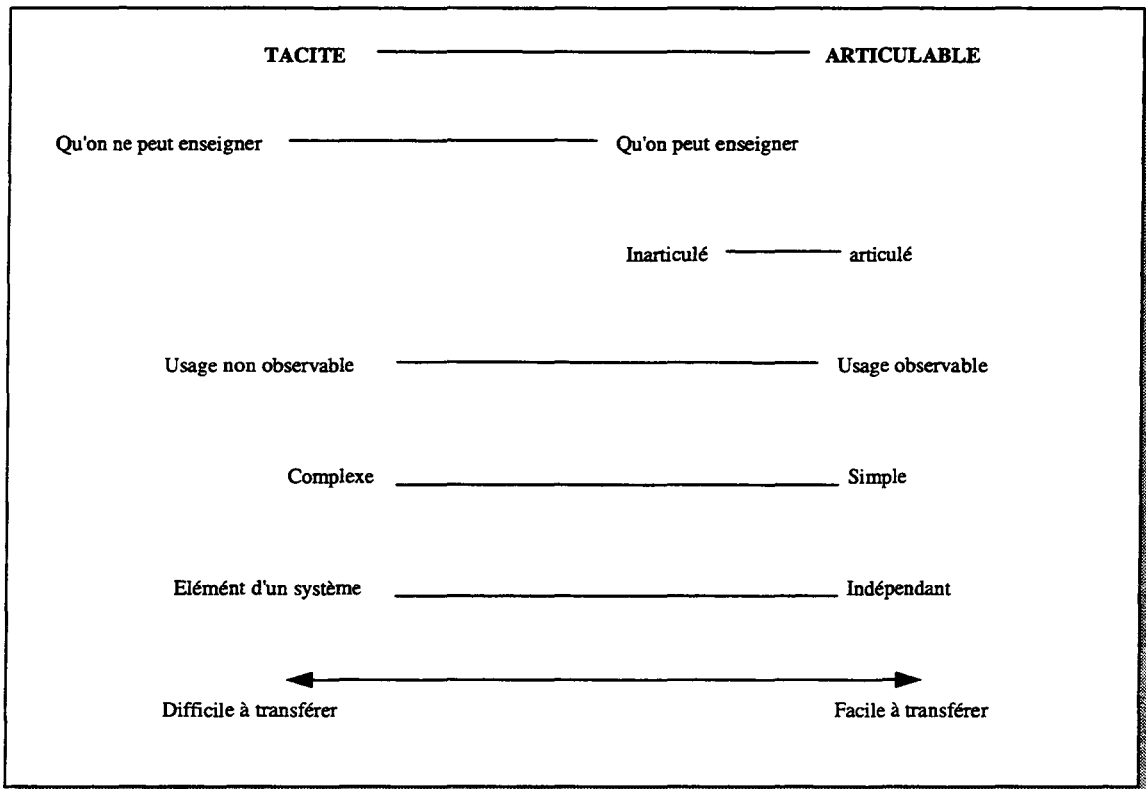 TACITE ARTICULABLE
Qu'on ne peut enseigner Qu'on peut enseigner
Inarticulé articulé
Usage non observable Usage observable
Complexe Simple
Elémént d'un système Indépendant
Difficile à transférer Facile à transférer